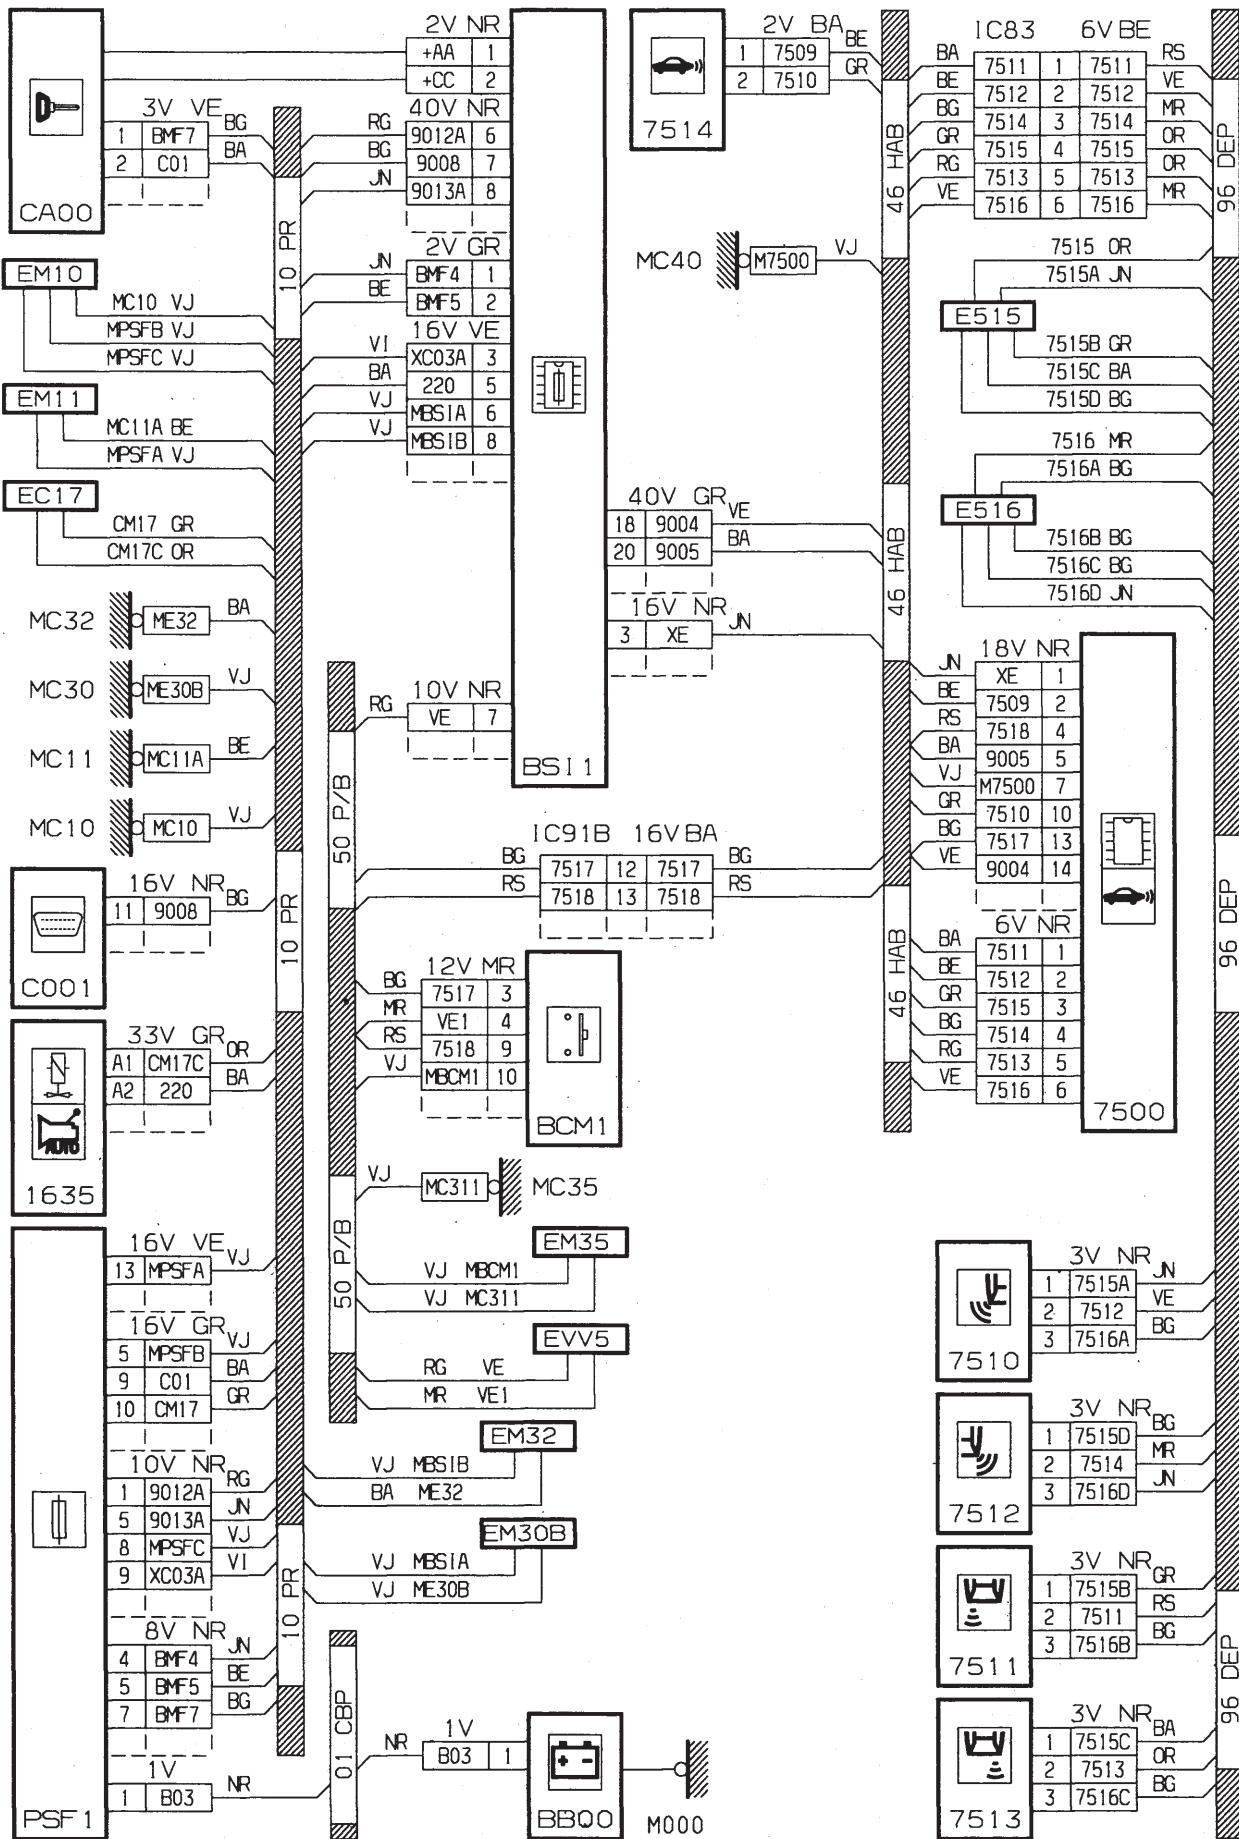 2V NR
+AA 1
+CC 2
3V VE
1 BMF7 BG
2 C01 BA
CA00
40V NR
RG 9012A 6
BG 9008 7
JN 9013A 8
10 PR
2V GR
JN BMF4 1
BE BMF5 2
16V VE
VI XC03A 3
BA 220 5
VJ MBSIA 6
VJ MBSIB 8
EM10
MC10 VJ
MPSFB VJ
MPSFC VJ
EM11
MC11A BE
MPSFA VJ
EC17
CM17 GR
CM17C OR
MC32 ME32 BA
MC30 ME30B VJ
MC11 MC11A BE
MC10 MC10 VJ
40V GR
18 9004 VE
20 9005 BA
16V NR
3 XE JN
10V NR
RG VE 7
BSI1
2V BA
1 7509 BE
2 7510 GR
7514
46 HAB
MC40 M7500 VJ
IC83 6V BE
BA 7511 1 7511 RS
BE 7512 2 7512 VE
BG 7514 3 7514 MR
GR 7515 4 7515 OR
RG 7513 5 7513 OR
VE 7516 6 7516 MR
96 DEP
7515 OR
7515A JN
E515
7515B GR
7515C BA
7515D BG
7516 MR
7516A BG
E516
7516B BG
7516C BG
7516D JN
46 HAB
18V NR
JN XE 1
BE 7509 2
RS 7518 4
BA 9005 5
VJ M7500 7
GR 7510 10
BG 7517 13
VE 9004 14
6V NR
BA 7511 1
BE 7512 2
GR 7515 3
BG 7514 4
RG 7513 5
VE 7516 6
7500
46 HAB
96 DEP
50 P/B
IC91B 16V BA
BG 7517 12 7517 BG
RS 7518 13 7518 RS
16V NR
11 9008 BG
C001
10 PR
12V MR
BG 7517 3
MR VE1 4
RS 7518 9
VJ MBCM1 10
BCM1
33V GR
A1 CM17C OR
A2 220 BA
AUTO
1635
VJ MC311 MC35
50 P/B
EM35
VJ MBCM1
VJ MC311
EVV5
RG VE
MR VE1
EM32
VJ MBSIB
BA ME32
EM30B
VJ MBSIA
VJ ME30B
16V VE
13 MPSFA VJ
16V GR
5 MPSFB VJ
9 C01 BA
10 CM17 GR
10V NR
1 9012A RG
5 9013A JN
8 MPSFC VJ
9 XC03A VI
10 PR
8V NR
4 BMF4 JN
5 BMF5 BE
7 BMF7 BG
1V
1 B03 NR
PSF1
01 CBP
1V
NR B03 1
+ -
BB00
M000
3V NR
1 7515A JN
2 7512 VE
3 7516A BG
7510
3V NR
1 7515D BG
2 7514 MR
3 7516D JN
7512
3V NR
1 7515B GR
2 7511 RS
3 7516B BG
7511
96 DEP
3V NR
1 7515C BA
2 7513 OR
3 7516C BG
7513